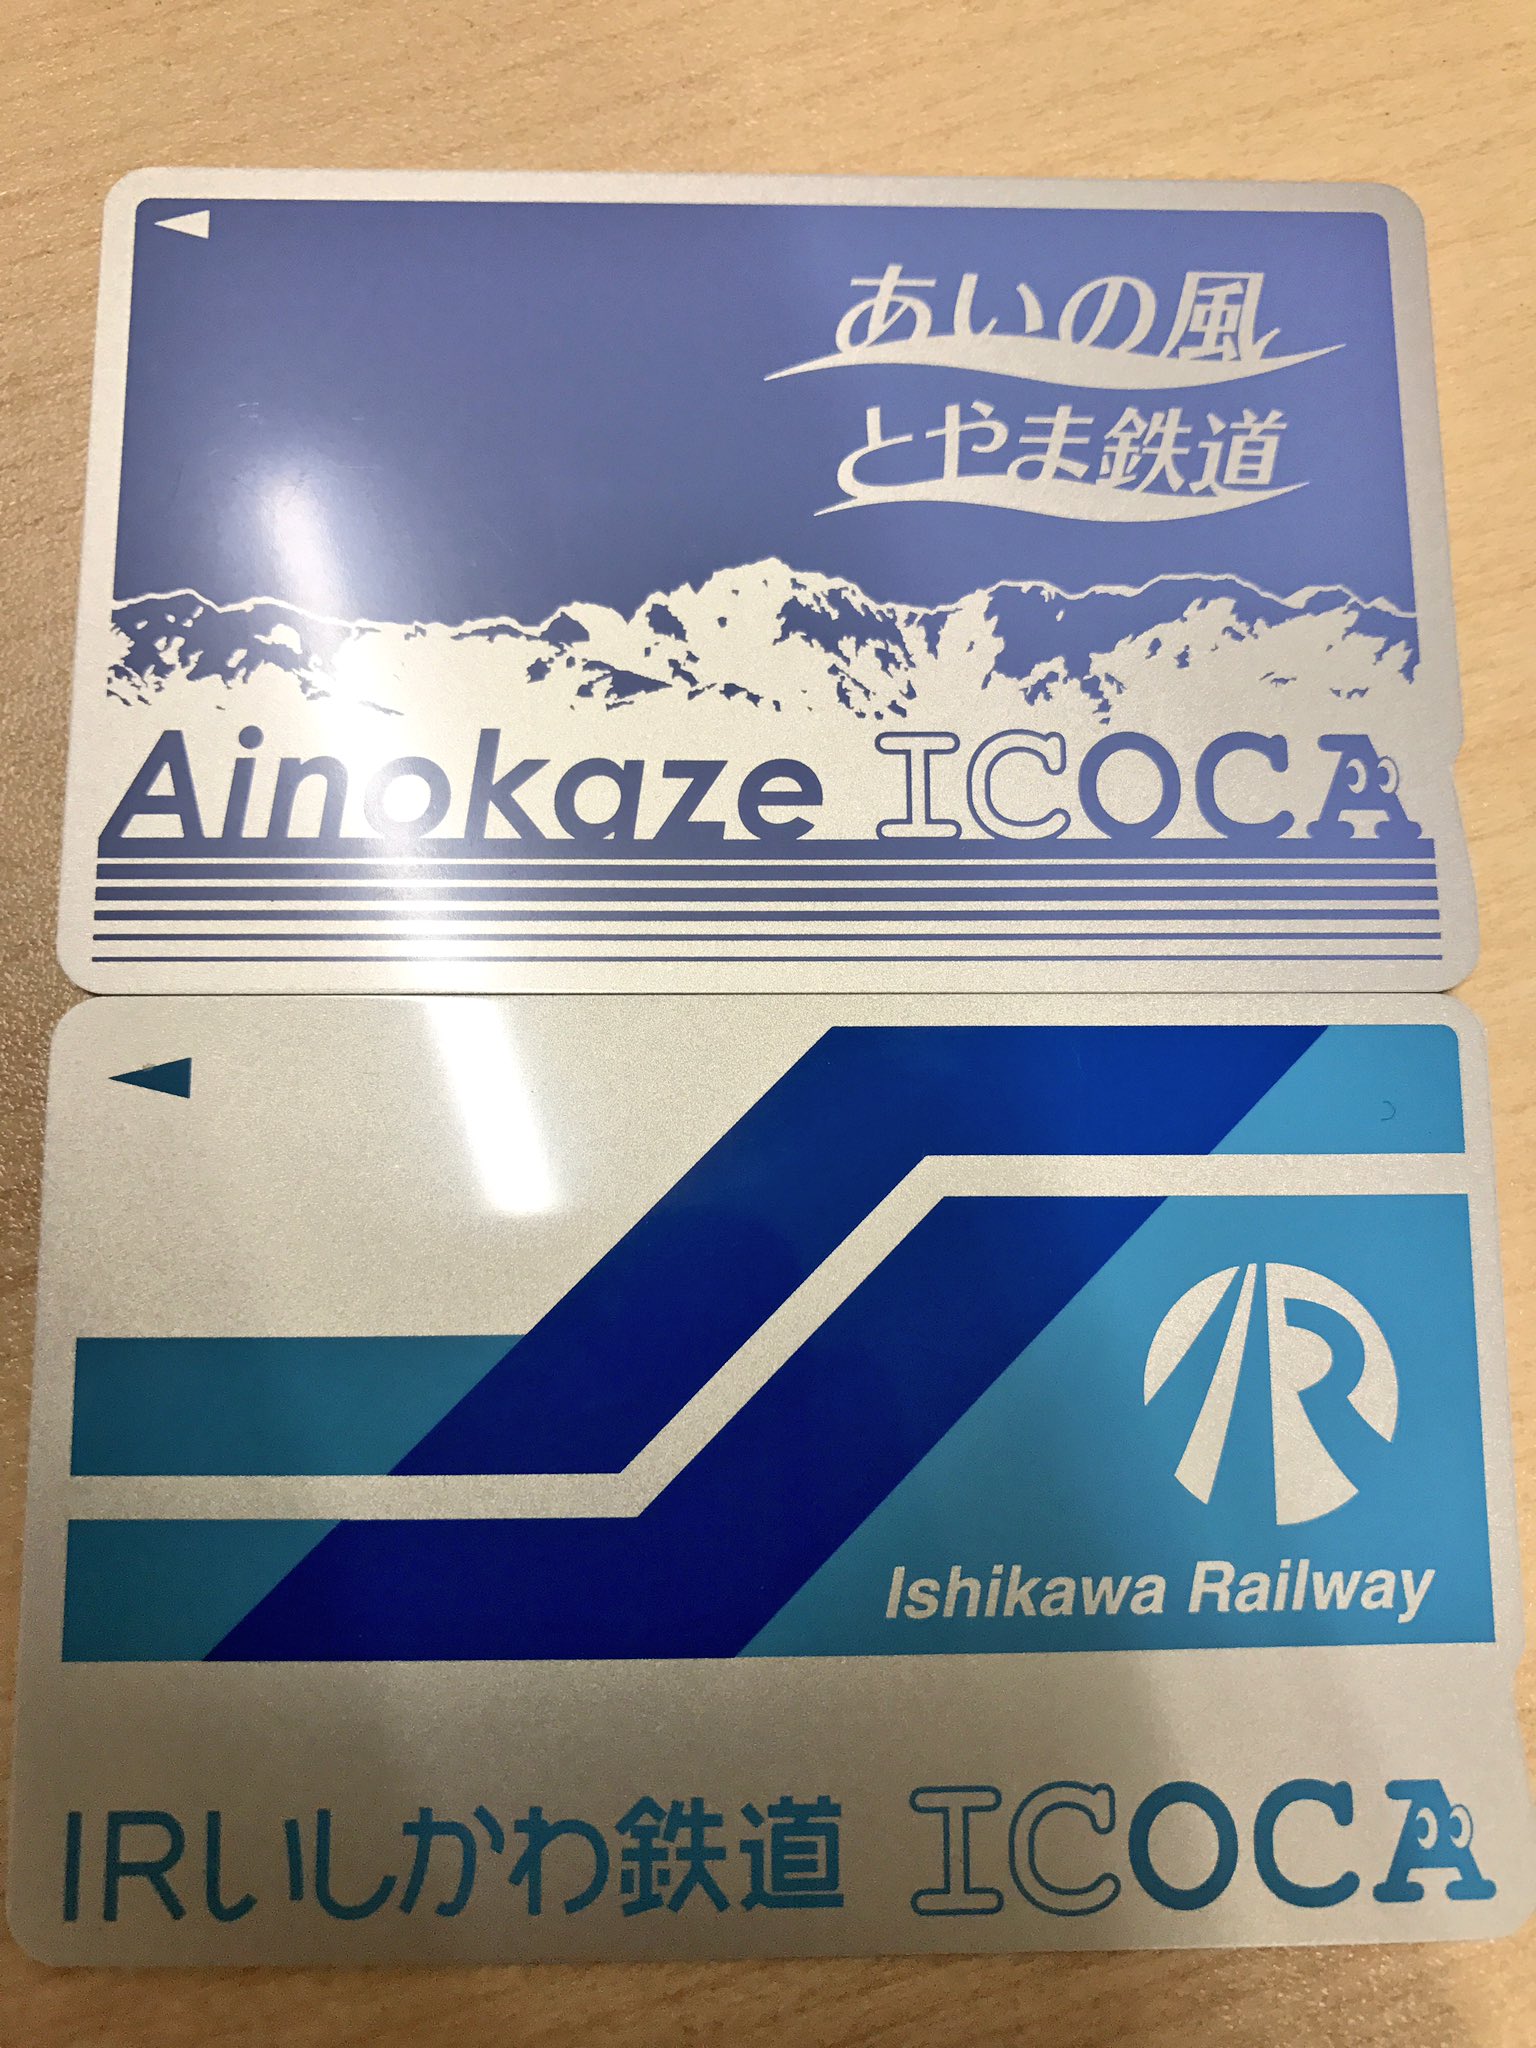 あいの風
とやま鉄道
Ainokaze ICOCA
IR
Ishikawa Railway
IRいしかわ鉄道 ICOCA